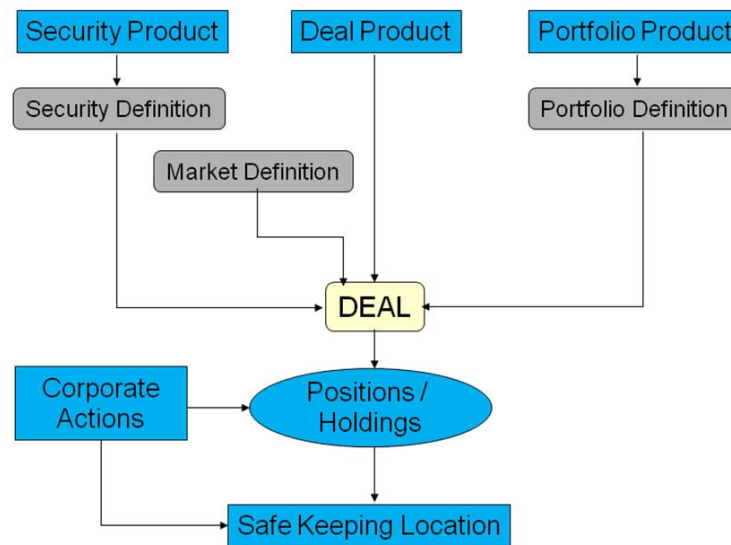 Security Product
Deal Product
Portfolio Product
Security Definition
Portfolio Definition
Market Definition
DEAL
Corporate
Actions
Positions /
Holdings
Safe Keeping Location